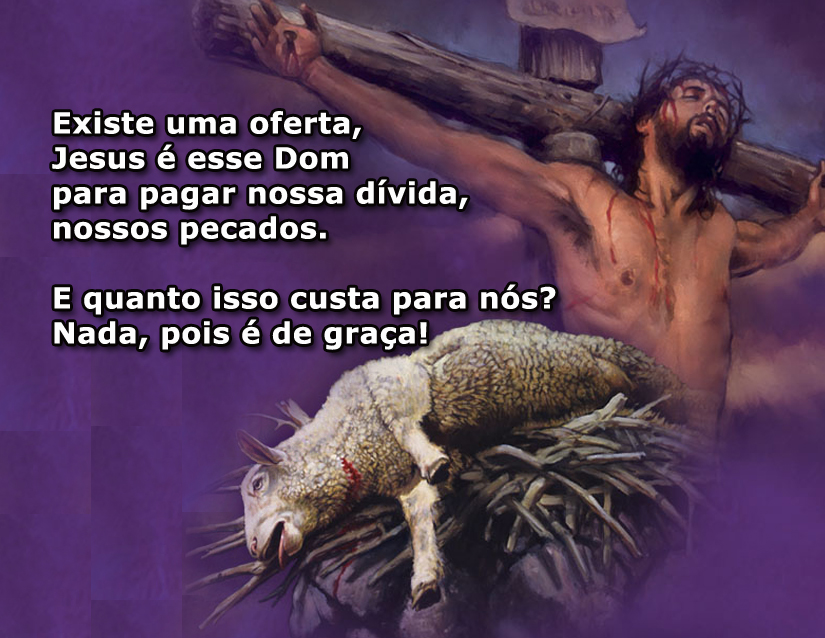 Existe uma oferta,
Jesus é esse Dom
para pagar nossa dívida,
nossos pecados.
E quanto isso custa para nós?
Nada, pois é de graça!